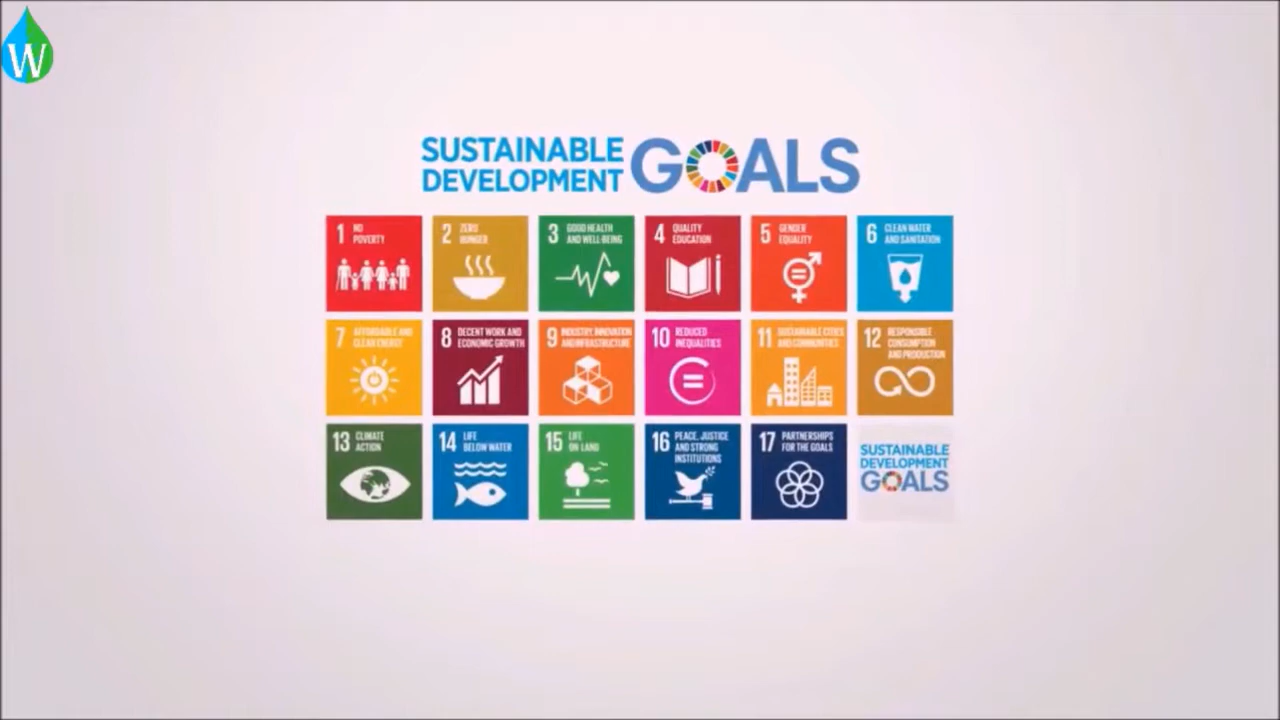 W
SUSTAINABLE
DEVELOPMENT
GOALS
1 NO
POVERTY
2 ZERO
HUNGER
3 GOOD HEALTH
AND WELL-BEING
4 QUALITY
EDUCATION
5 GENDER
EQUALITY
6 CLEAN WATER
AND SANITATION
7 AFFORDABLE AND
CLEAN ENERGY
8 DECENT WORK AND
ECONOMIC GROWTH
9 INDUSTRY, INNOVATION
AND INFRASTRUCTURE
10 REDUCED
INEQUALITIES
11 SUSTAINABLE CITIES
AND COMMUNITIES
12 RESPONSIBLE
CONSUMPTION
AND PRODUCTION
13 CLIMATE
ACTION
14 LIFE
BELOW WATER
15 LIFE
ON LAND
16 PEACE, JUSTICE
AND STRONG
INSTITUTIONS
17 PARTNERSHIPS
FOR THE GOALS
SUSTAINABLE
DEVELOPMENT
GOALS